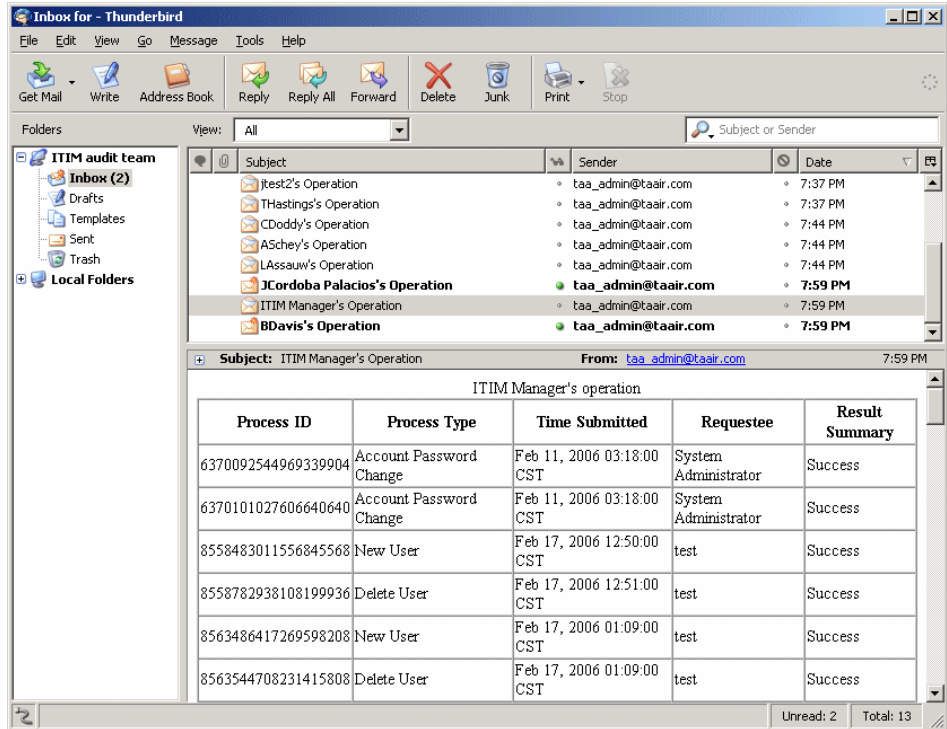 Inbox for - Thunderbird
File Edit View Go Message Tools Help
Get Mail Write Address Book Reply Reply All Forward Delete Junk Print Stop
Folders View: All Subject or Sender
ITIM audit team
Inbox (2)
Drafts
Templates
Sent
Trash
Local Folders
Subject Sender Date
jtest2's Operation taa_admin@taair.com 7:37 PM
THastings's Operation taa_admin@taair.com 7:37 PM
CDoddy's Operation taa_admin@taair.com 7:44 PM
ASchey's Operation taa_admin@taair.com 7:44 PM
LAssauw's Operation taa_admin@taair.com 7:44 PM
JCordoba Palacios's Operation taa_admin@taair.com 7:59 PM
ITIM Manager's Operation taa_admin@taair.com 7:59 PM
BDavis's Operation taa_admin@taair.com 7:59 PM
Subject: ITIM Manager's Operation From: taa_admin@taair.com 7:59 PM
ITIM Manager's operation
Process ID Process Type Time Submitted Requestee Result
Summary
6370092544969339904 Account Password
Change Feb 11, 2006 03:18:00
CST System
Administrator Success
6370101027606640640 Account Password
Change Feb 11, 2006 03:18:00
CST System
Administrator Success
8558483011556845568 New User Feb 17, 2006 12:50:00
CST test Success
8558782938108199936 Delete User Feb 17, 2006 12:51:00
CST test Success
8563486417269598208 New User Feb 17, 2006 01:09:00
CST test Success
8563544708231415808 Delete User Feb 17, 2006 01:09:00
CST test Success
Unread: 2 Total: 13